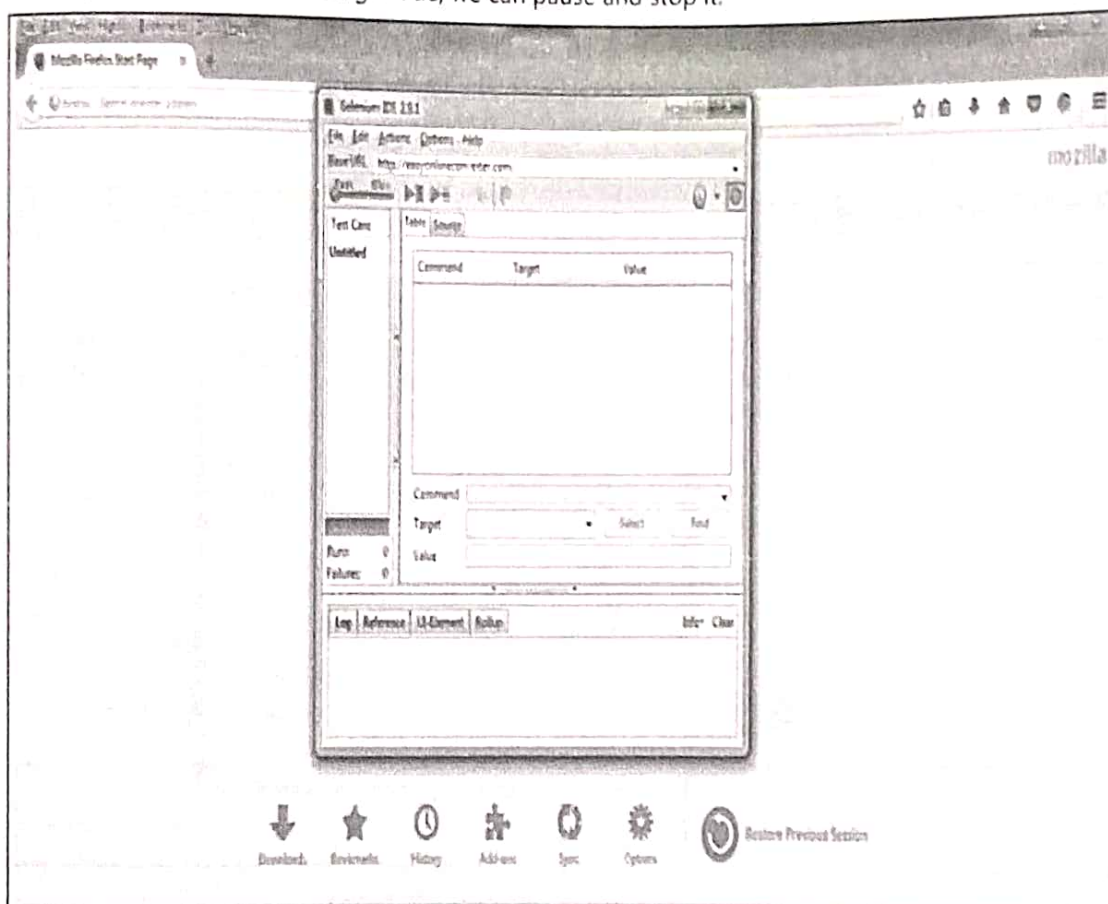 we can pause and stop it.
Mozilla Firefox Start Page
mozilla
Selenium IDE 2.9.1
File Edit Actions Options Help
Base URL
Fast Slow
Test Case
Untitled
Table Source
Command Target Value
Command
Target Select Find
Value
Runs: 0
Failures: 0
Log Reference UI-Element Rollup Info Clear
Downloads Bookmarks History Add-ons Sync Options Restore Previous Session